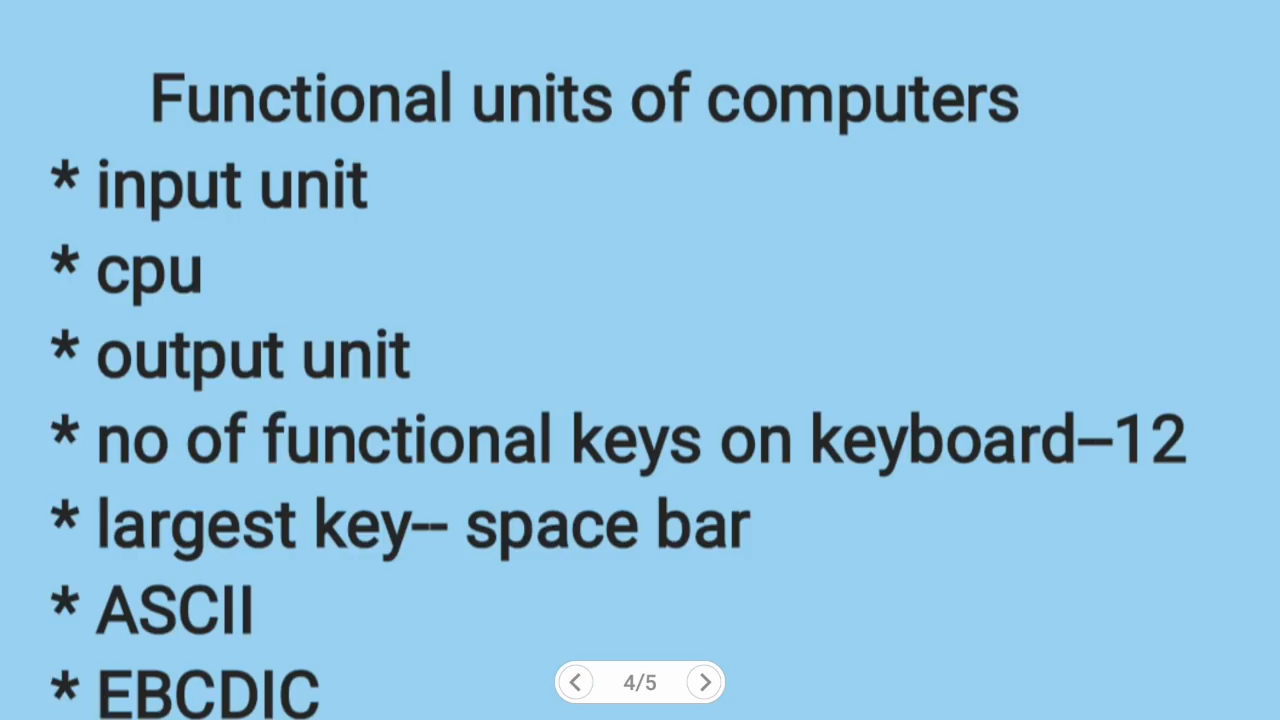 Functional units of computers
* input unit
* cpu
* output unit
* no of functional keys on keyboard–12
* largest key-- space bar
* ASCII
* EBCDIC
4/5